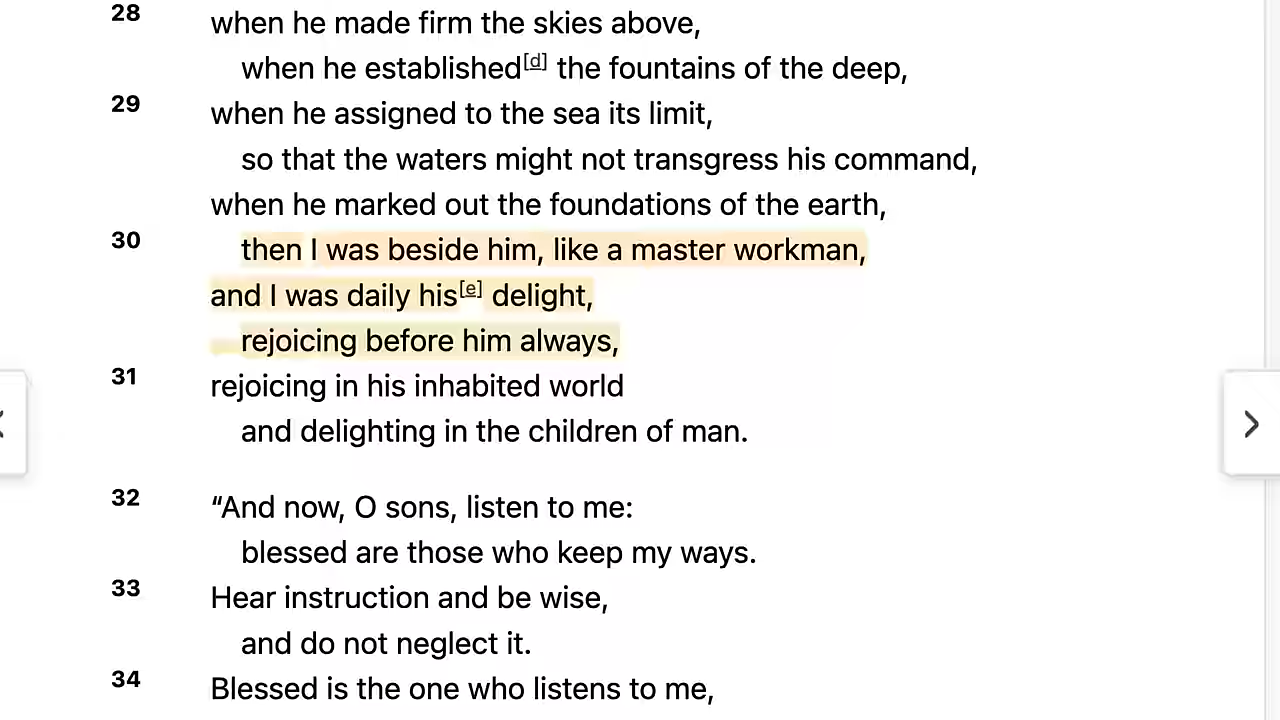 28 when he made firm the skies above,
when he established[d] the fountains of the deep,
29 when he assigned to the sea its limit,
so that the waters might not transgress his command,
when he marked out the foundations of the earth,
30 then I was beside him, like a master workman,
and I was daily his[e] delight,
rejoicing before him always,
31 rejoicing in his inhabited world
and delighting in the children of man.
32 “And now, O sons, listen to me:
blessed are those who keep my ways.
33 Hear instruction and be wise,
and do not neglect it.
34 Blessed is the one who listens to me,